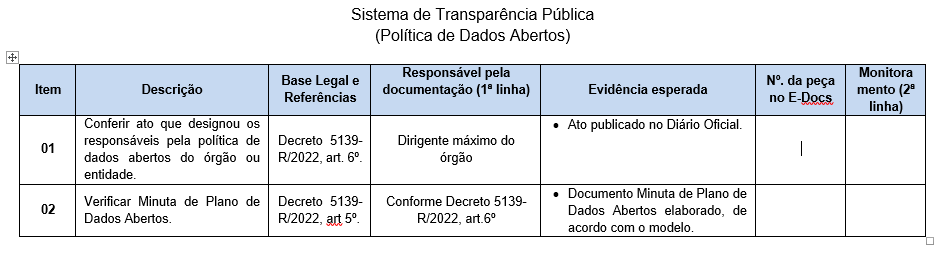 Sistema de Transparência Pública
(Política de Dados Abertos)
Item
Descrição
Base Legal e
Referências
Responsável pela
documentação (1ª linha)
Evidência esperada
Nº. da peça
no E-Docs
Monitora
mento (2ª
linha)
01
Conferir ato que designou os
responsáveis pela política de
dados abertos do órgão ou
entidade.
Decreto 5139-
R/2022, art. 6º.
Dirigente máximo do
órgão
• Ato publicado no Diário Oficial.
02
Verificar Minuta de Plano de
Dados Abertos.
Decreto 5139-
R/2022, art 5º.
Conforme Decreto 5139-
R/2022, art.6º
• Documento Minuta de Plano de
Dados Abertos elaborado, de
acordo com o modelo.